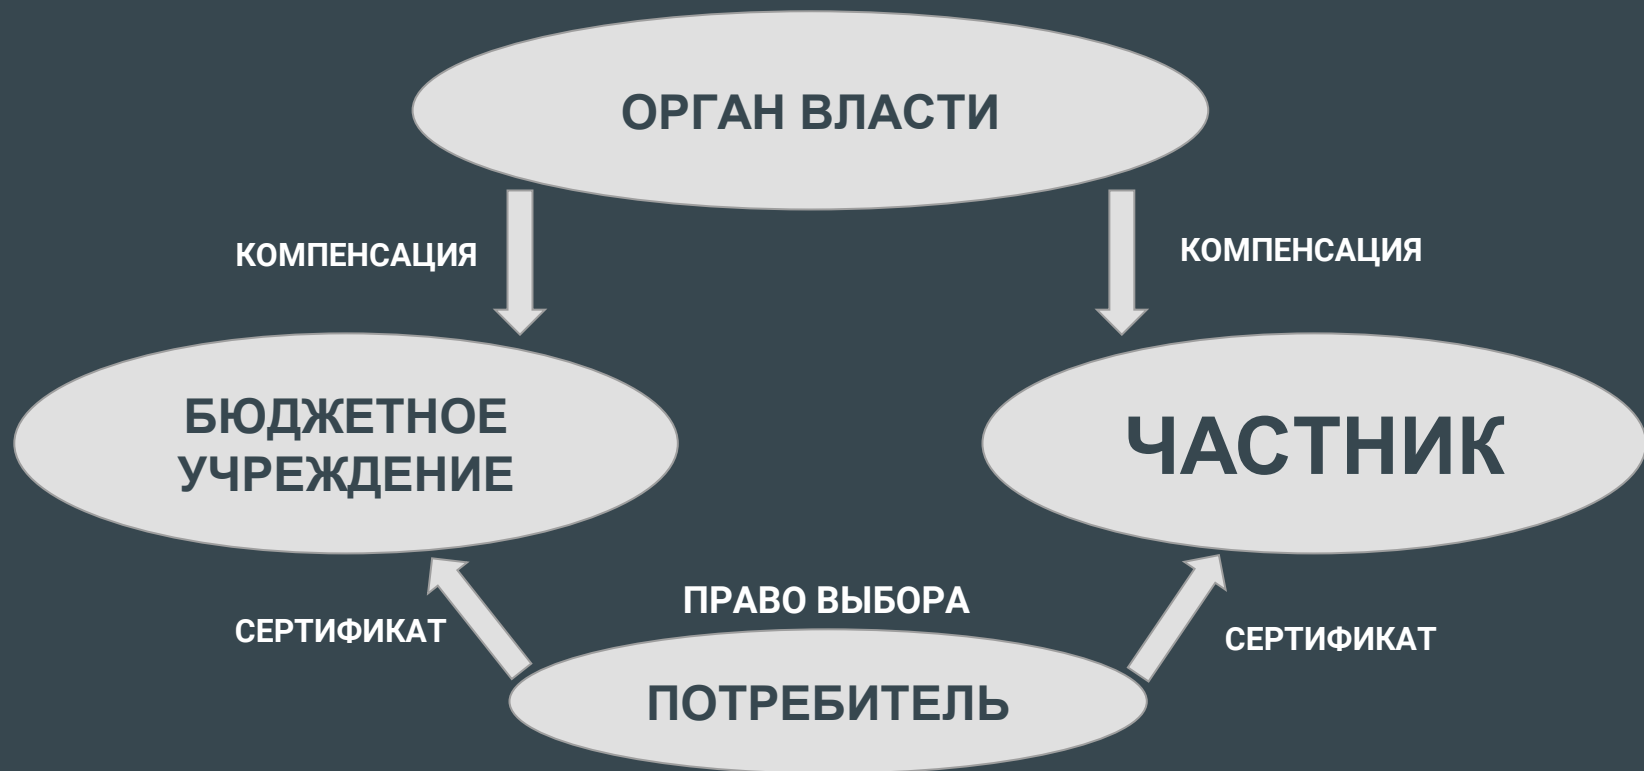 ОРГАН ВЛАСТИ
КОМПЕНСАЦИЯ
КОМПЕНСАЦИЯ
БЮДЖЕТНОЕ
УЧРЕЖДЕНИЕ
ЧАСТНИК
ПРАВО ВЫБОРА
СЕРТИФИКАТ
СЕРТИФИКАТ
ПОТРЕБИТЕЛЬ